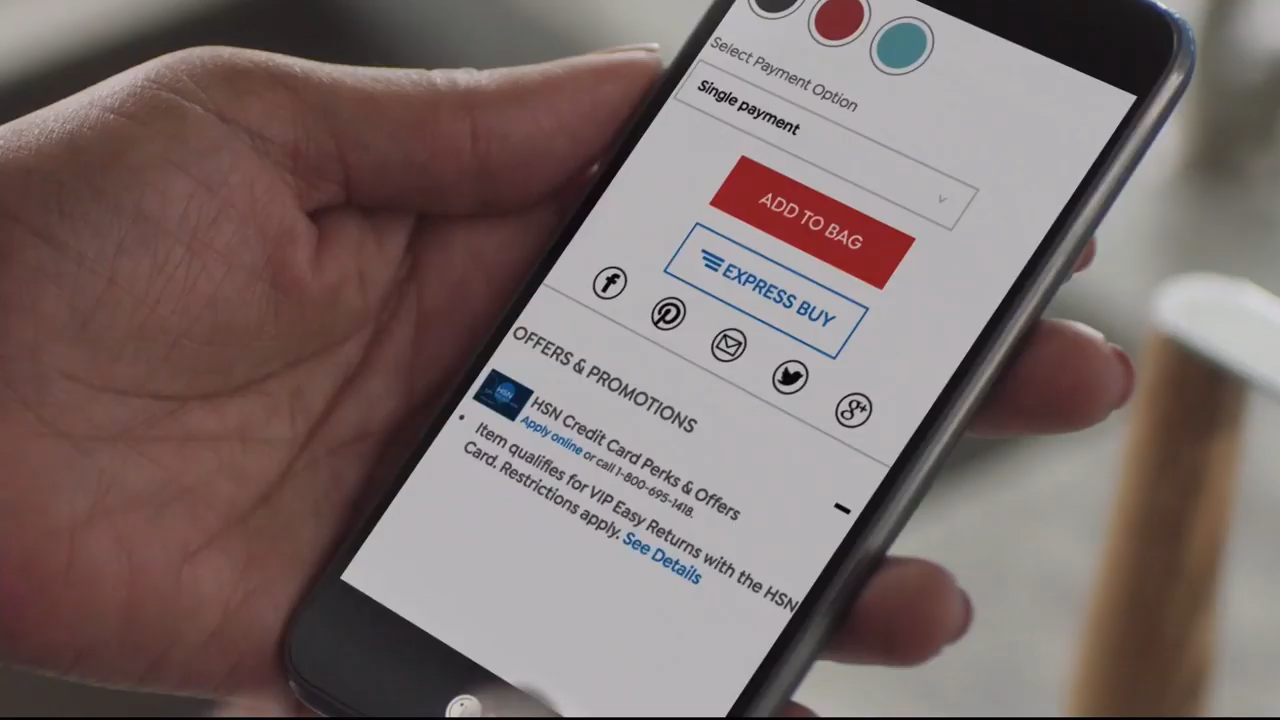 Select Payment Option
Single payment
ADD TO BAG
EXPRESS BUY
OFFERS & PROMOTIONS
HSN
HSN Credit Card Perks & Offers
Apply online or call 1-800-695-1418.
Item qualifies for VIP Easy Returns with the HSN
Card. Restrictions apply. See Details